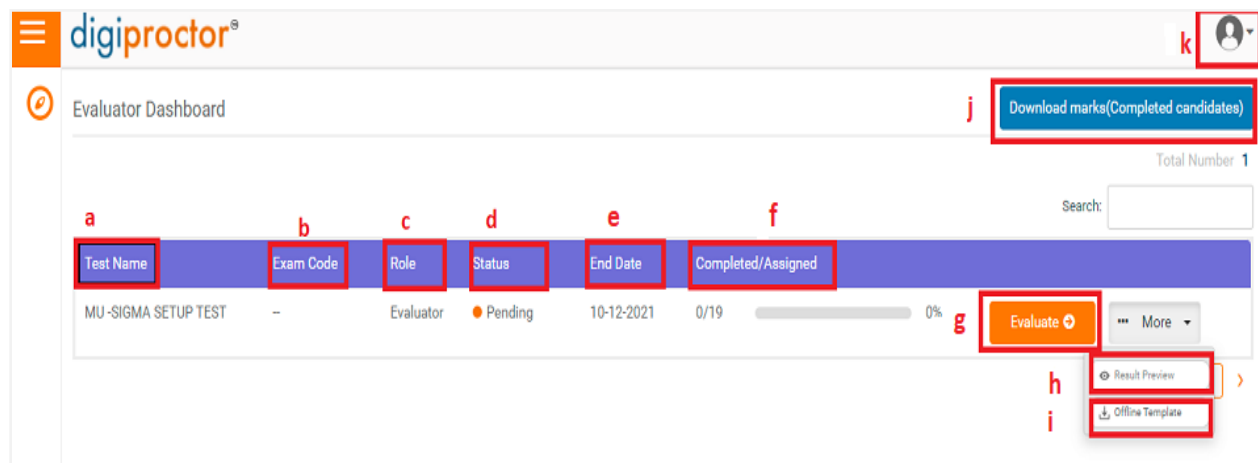 digiproctor®
k
Evaluator Dashboard
j
Download marks(Completed candidates)
Total Number 1
Search:
a
b
c
d
e
f
Test Name
Exam Code
Role
Status
End Date
Completed/Assigned
MU -SIGMA SETUP TEST
--
Evaluator
Pending
10-12-2021
0/19
0%
g
Evaluate
••• More
h
Result Preview
i
Offline Template